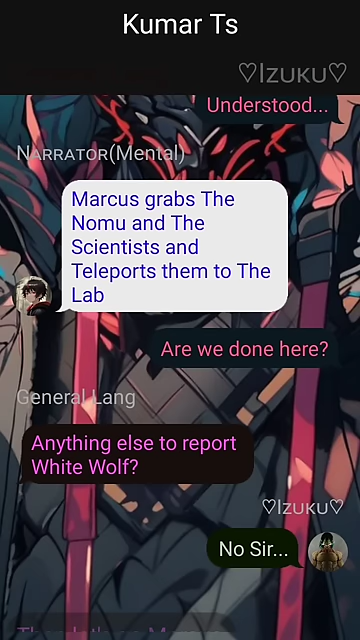 Kumar Ts
♡Izuku♡
Understood...
Narrator(Mental)
Marcus grabs The
Nomu and The
Scientists and
Teleports them to The
Lab
Are we done here?
General Lang
Anything else to report
White Wolf?
♡Izuku♡
No Sir...